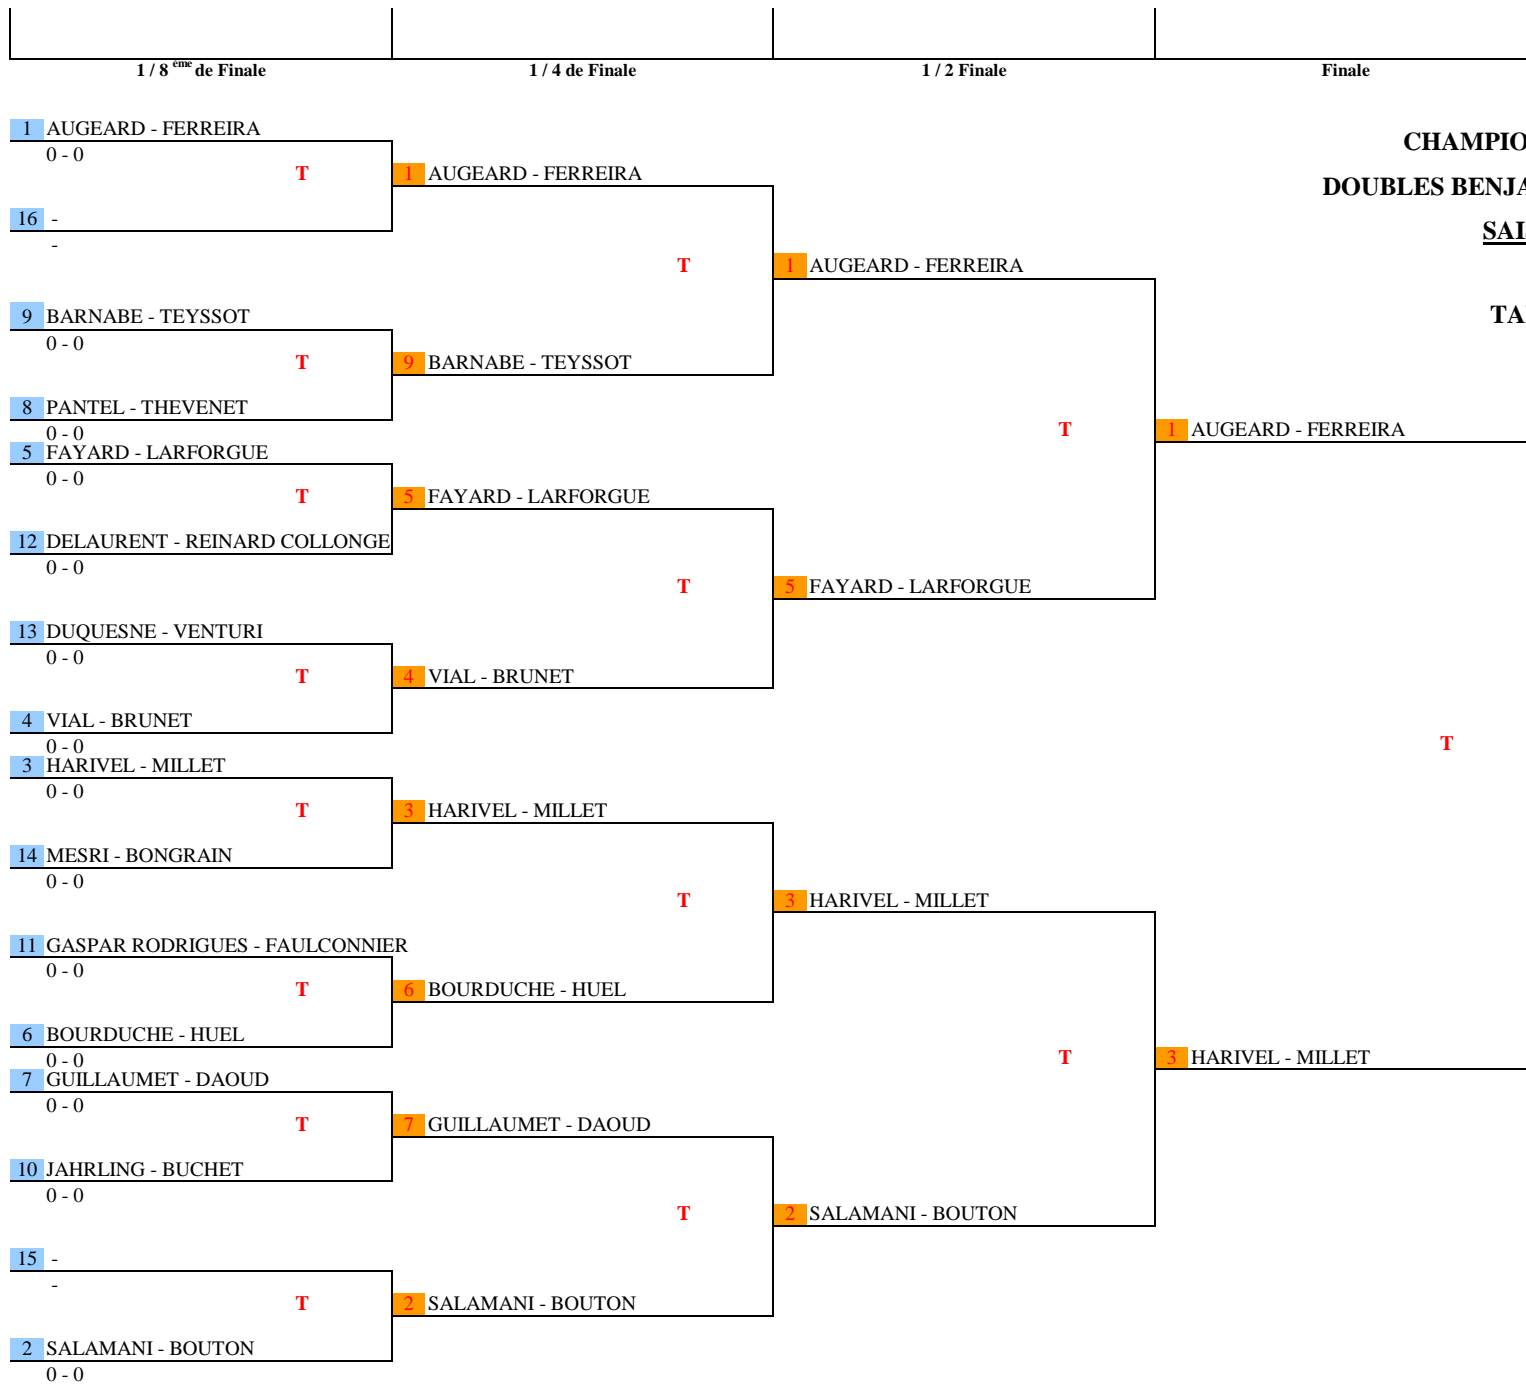 1 / 8 ème de Finale
1 / 4 de Finale
1 / 2 Finale
Finale
CHAMPIO
DOUBLES BENJA
TA
1 AUGEARD - FERREIRA
0 - 0
T
16 -
-
9 BARNABE - TEYSSOT
0 - 0
T
8 PANTEL - THEVENET
0 - 0
5 FAYARD - LARFORGUE
0 - 0
T
12 DELAURENT - REINARD COLLONGE
0 - 0
13 DUQUESNE - VENTURI
0 - 0
T
4 VIAL - BRUNET
0 - 0
3 HARIVEL - MILLET
0 - 0
T
14 MESRI - BONGRAIN
0 - 0
11 GASPAR RODRIGUES - FAULCONNIER
0 - 0
T
6 BOURDUCHE - HUEL
0 - 0
7 GUILLAUMET - DAOUD
0 - 0
T
10 JAHRLING - BUCHET
0 - 0
15 -
-
T
2 SALAMANI - BOUTON
0 - 0
1 AUGEARD - FERREIRA
T
9 BARNABE - TEYSSOT
5 FAYARD - LARFORGUE
T
4 VIAL - BRUNET
3 HARIVEL - MILLET
T
6 BOURDUCHE - HUEL
7 GUILLAUMET - DAOUD
T
2 SALAMANI - BOUTON
1 AUGEARD - FERREIRA
T
5 FAYARD - LARFORGUE
3 HARIVEL - MILLET
T
2 SALAMANI - BOUTON
1 AUGEARD - FERREIRA
T
3 HARIVEL - MILLET